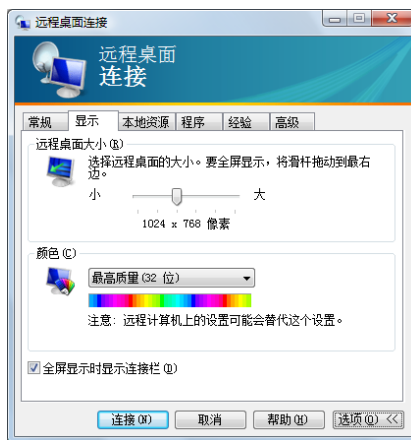 远程桌面连接
远程桌面
连接
常规 显示 本地资源 程序 经验 高级
远程桌面大小(R)
选择远程桌面的大小。要全屏显示，将滑杆拖动到最右
边。
小 大
1024 x 768 像素
颜色(C)
最高质量(32 位)
注意: 远程计算机上的设置可能会替代这个设置。
全屏显示时显示连接栏(D)
连接(N) 取消 帮助(H) 选项(O) <<